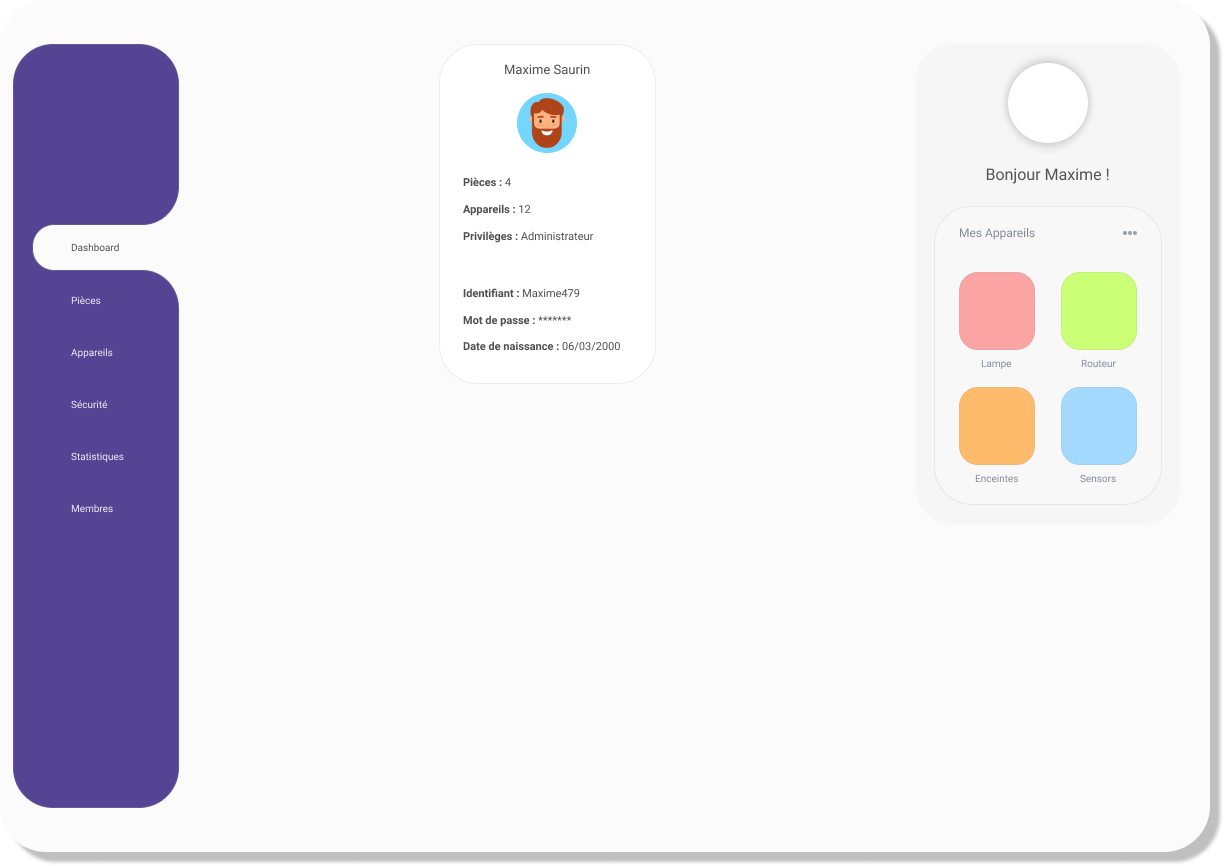 Dashboard
Pièces
Appareils
Sécurité
Statistiques
Membres
Maxime Saurin
Pièces : 4
Appareils : 12
Privilèges : Administrateur
Identifiant : Maxime479
Mot de passe : *******
Date de naissance : 06/03/2000
Bonjour Maxime !
Mes Appareils •••
Lampe Routeur
Enceintes Sensors